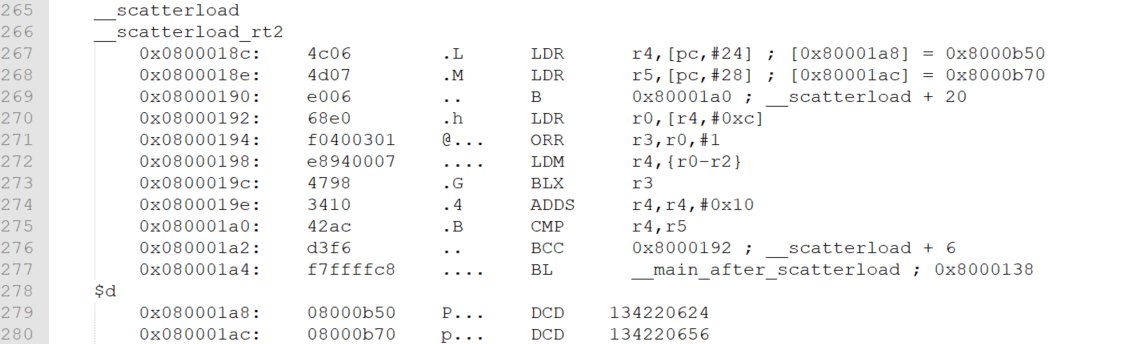 265 __scatterload
266 __scatterload_rt2
267 0x0800018c: 4c06 .L LDR r4,[pc,#24] ; [0x80001a8] = 0x8000b50
268 0x0800018e: 4d07 .M LDR r5,[pc,#28] ; [0x80001ac] = 0x8000b70
269 0x08000190: e006 .. B 0x80001a0 ; __scatterload + 20
270 0x08000192: 68e0 .h LDR r0,[r4,#0xc]
271 0x08000194: f0400301 @... ORR r3,r0,#1
272 0x08000198: e8940007 .... LDM r4,{r0-r2}
273 0x0800019c: 4798 .G BLX r3
274 0x0800019e: 3410 .4 ADDS r4,r4,#0x10
275 0x080001a0: 42ac .B CMP r4,r5
276 0x080001a2: d3f6 .. BCC 0x8000192 ; __scatterload + 6
277 0x080001a4: f7ffffc8 .... BL __main_after_scatterload ; 0x8000138
278 $d
279 0x080001a8: 08000b50 P... DCD 134220624
280 0x080001ac: 08000b70 p... DCD 134220656